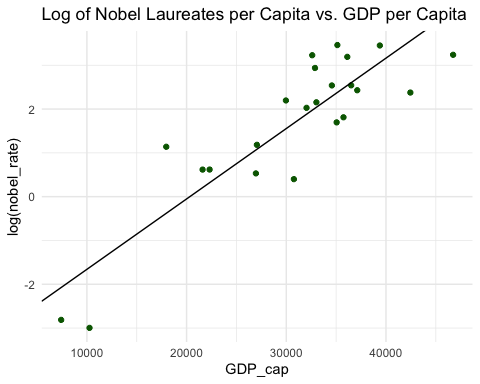 Log of Nobel Laureates per Capita vs. GDP per Capita
log(nobel_rate)
2
0
-2
10000
20000
30000
40000
GDP_cap